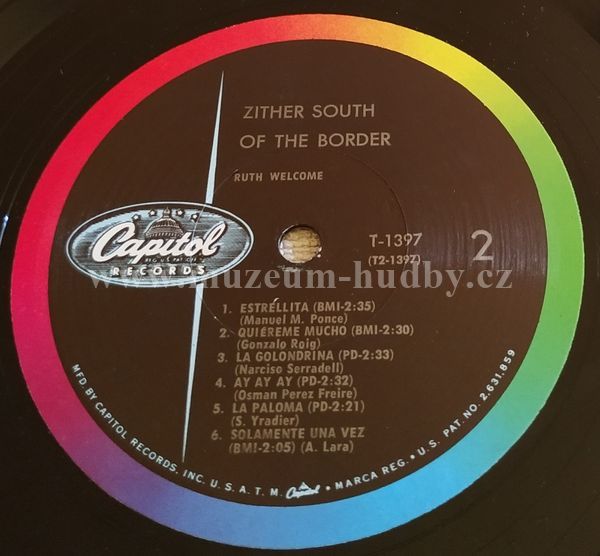 ZITHER SOUTH
OF THE BORDER
RUTH WELCOME
Capitol
REG. U.S. PAT. OFF.
RECORDS
T-1397
(T2-1397)
2
www.muzeum-hudby.cz
1. ESTRELLITA (BMI-2:35)
(Manuel M. Ponce)
2. QUIÉREME MUCHO (BMI-2:30)
(Gonzalo Roig)
3. LA GOLONDRINA (PD-2:33)
(Narciso Serradell)
4. AY AY AY (PD-2:32)
(Osman Perez Freire)
5. LA PALOMA (PD-2:21)
(S. Yradier)
6. SOLAMENTE UNA VEZ
(BMI-2:05) (A. Lara)
MFD. BY CAPITOL RECORDS, INC. U.S.A. T.M. Capitol • MARCA REG. • U.S. PAT. NO. 2,631,859